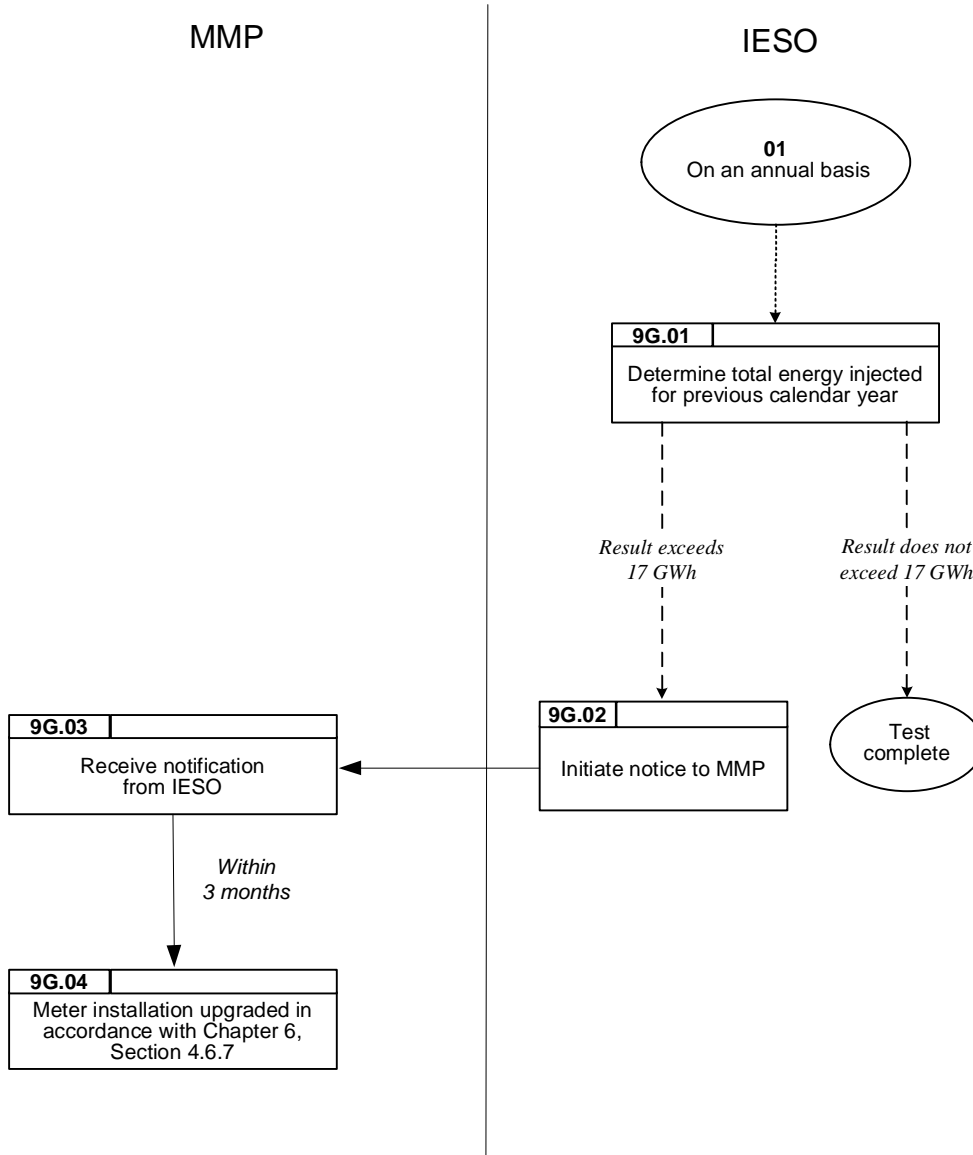 MMP
IESO
01
On an annual basis
9G.01
Determine total energy injected
for previous calendar year
Result exceeds
17 GWh
Result does not
exceed 17 GWh
9G.03
Receive notification
from IESO
9G.02
Initiate notice to MMP
Test
complete
Within
3 months
9G.04
Meter installation upgraded in
accordance with Chapter 6,
Section 4.6.7